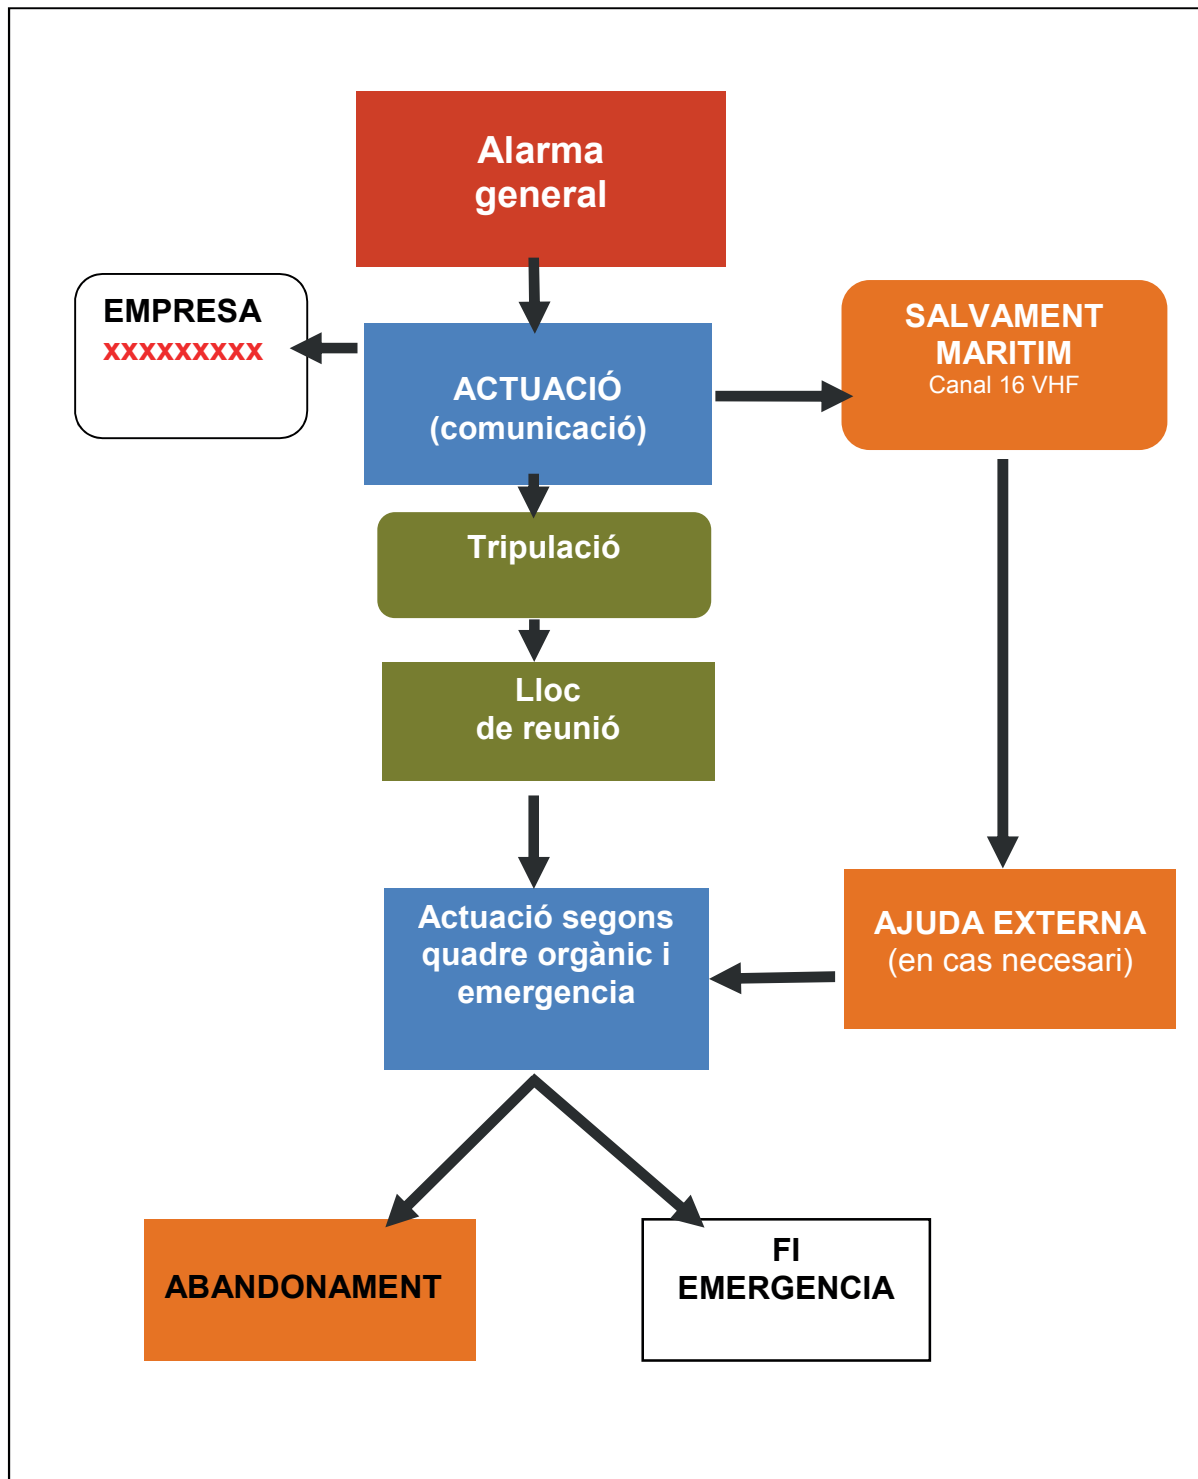 Alarma
general
EMPRESA
xxxxxxxxx
ACTUACIÓ
(comunicació)
SALVAMENT
MARITIM
Canal 16 VHF
Tripulació
Lloc
de reunió
Actuació segons
quadre orgànic i
emergencia
AJUDA EXTERNA
(en cas necesari)
ABANDONAMENT
FI
EMERGENCIA